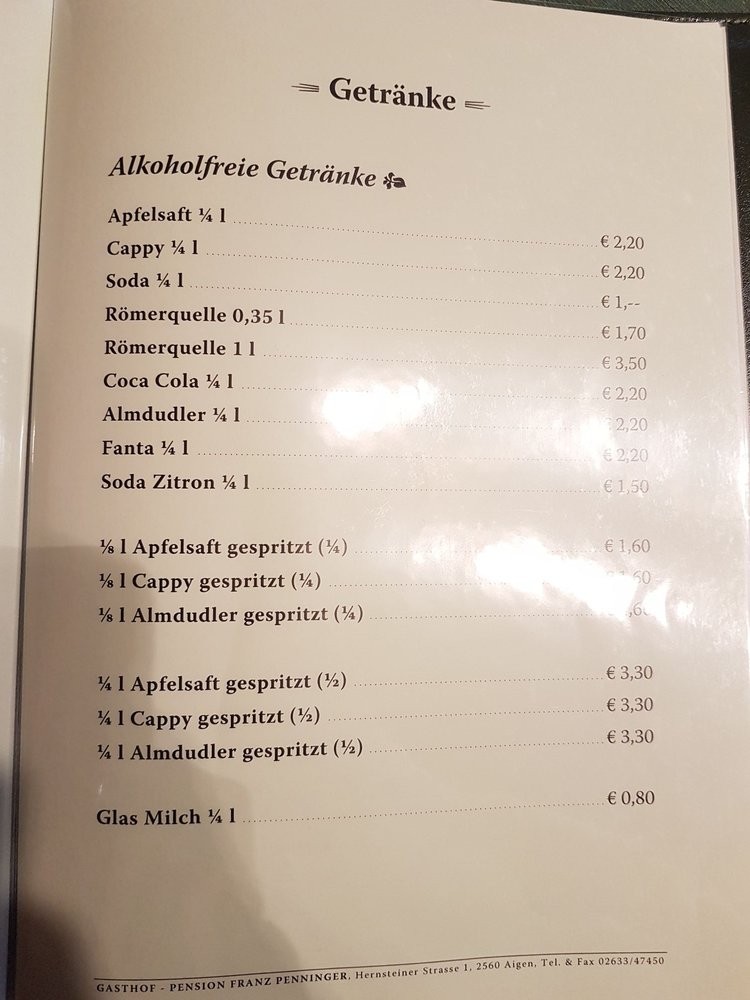 Getränke
Alkoholfreie Getränke
Apfelsaft ¼ l € 2,20
Cappy ¼ l € 2,20
Soda ¼ l € 1,--
Römerquelle 0,35 l € 1,70
Römerquelle 1 l € 3,50
Coca Cola ¼ l € 2,20
Almdudler ¼ l 2,20
Fanta ¼ l € 2,20
Soda Zitron ¼ l € 1,50
⅛ l Apfelsaft gespritzt (¼) € 1,60
⅛ l Cappy gespritzt (¼)
⅛ l Almdudler gespritzt (¼)
¼ l Apfelsaft gespritzt (½) € 3,30
¼ l Cappy gespritzt (½) € 3,30
¼ l Almdudler gespritzt (½) € 3,30
Glas Milch ¼ l € 0,80
GASTHOF - PENSION FRANZ PENNINGER, Hernsteiner Strasse 1, 2560 Aigen, Tel. & Fax 02633/47450